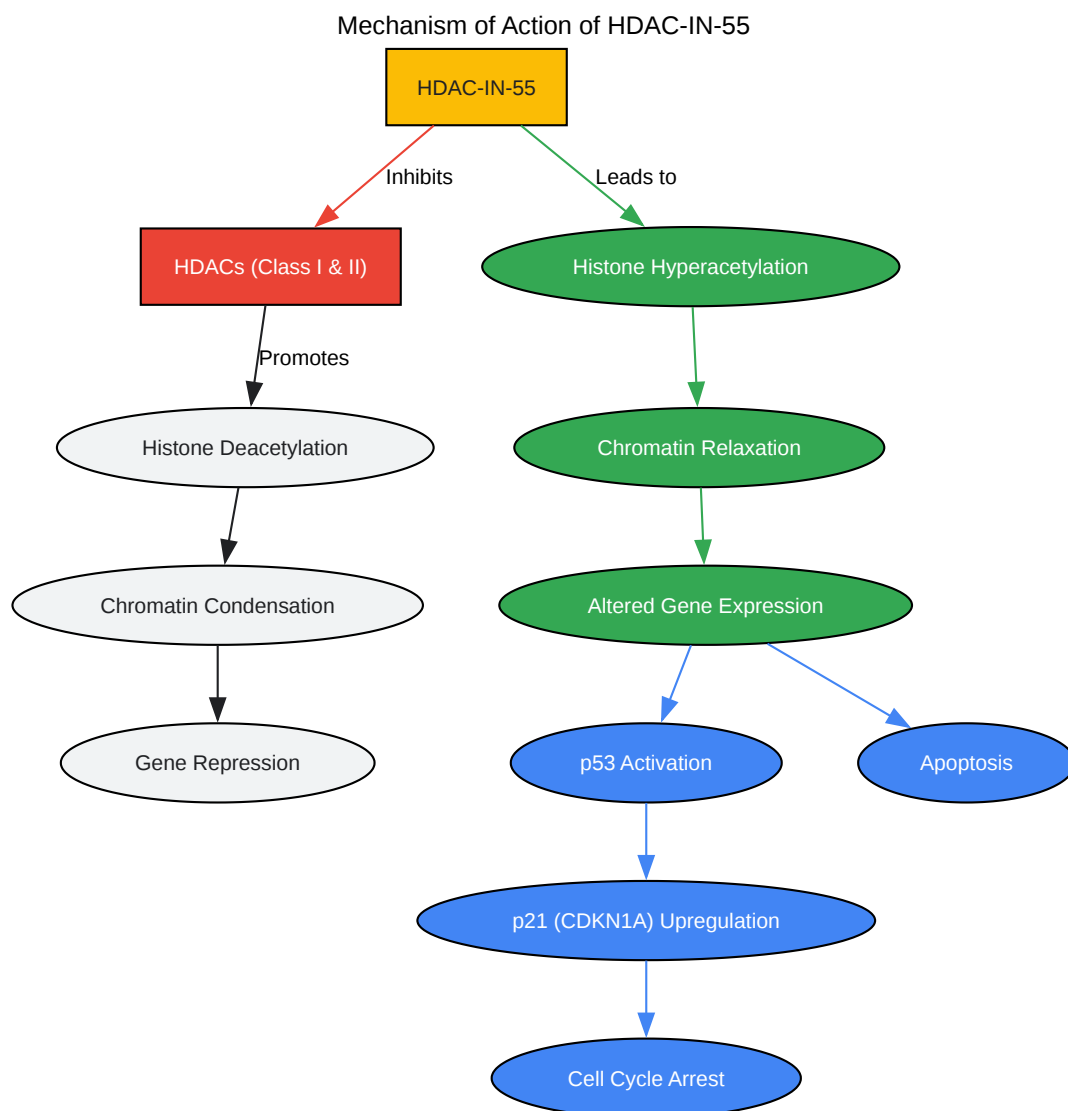 Mechanism of Action of HDAC-IN-55
HDAC-IN-55
Inhibits
Leads to
HDACs (Class I & II)
Histone Hyperacetylation
Promotes
Histone Deacetylation
Chromatin Relaxation
Chromatin Condensation
Altered Gene Expression
Gene Repression
p53 Activation
Apoptosis
p21 (CDKN1A) Upregulation
Cell Cycle Arrest